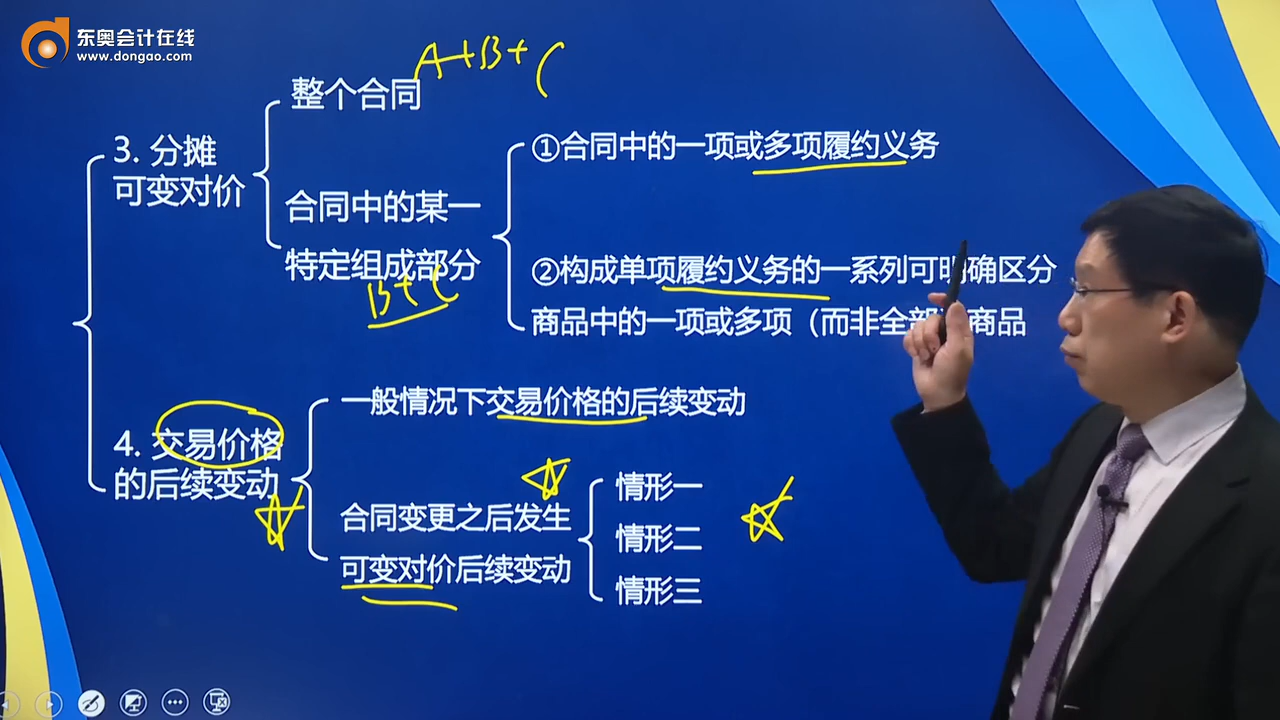 东奥会计在线
www.dongao.com
A+B+C
整个合同
3. 分摊
可变对价
①合同中的一项或多项履约义务
合同中的某一
特定组成部分
B+C
②构成单项履约义务的一系列可明确区分
商品中的一项或多项（而非全部）商品
4. 交易价格
的后续变动
一般情况下交易价格的后续变动
合同变更之后发生
可变对价后续变动
情形一
情形二
情形三